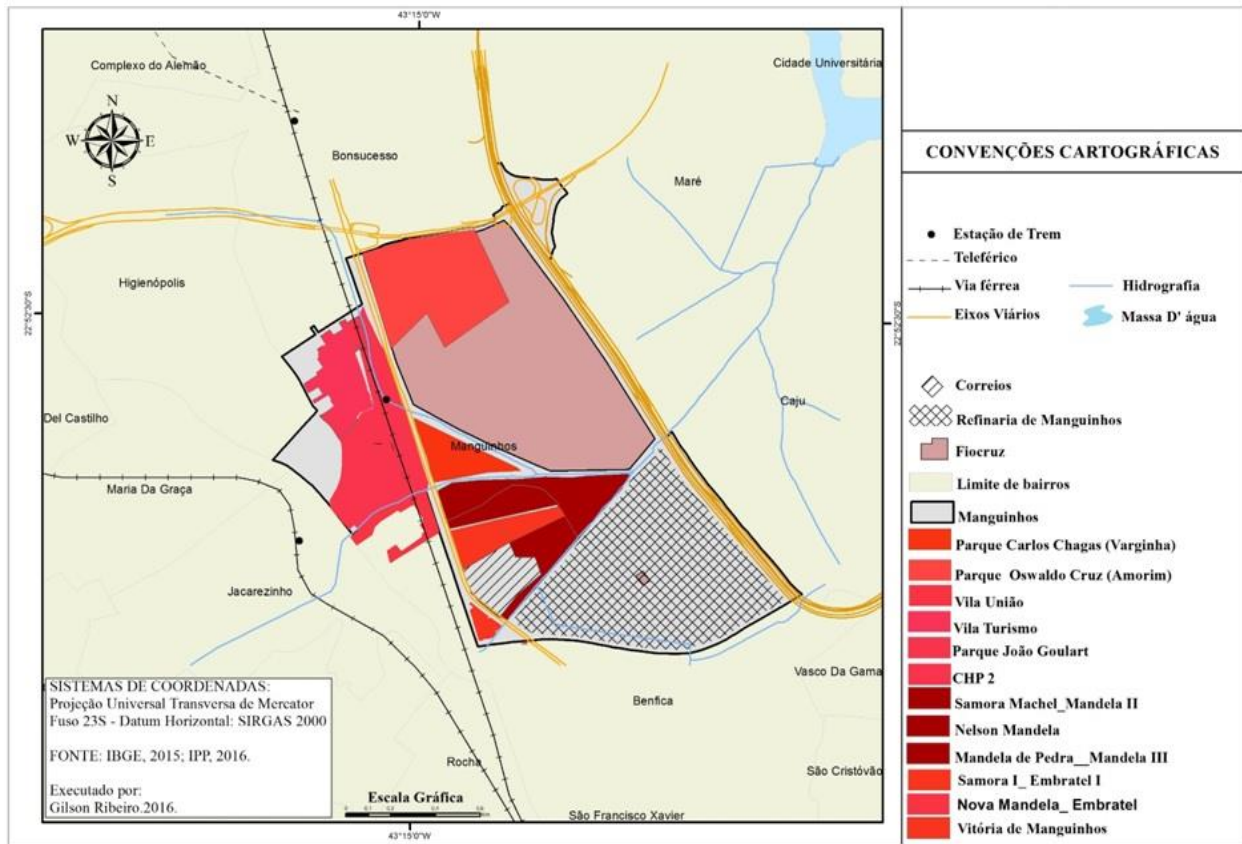 43°15'0"W
Complexo do Alemão
Cidade Universitária
N
W
E
S
Bonsucesso
Maré
Higienópolis
22°52'30"S
22°52'30"S
Del Castilho
Caju
Manguinhos
Maria Da Graça
Jacarezinho
Vasco Da Gama
Benfica
Rocha
São Cristóvão
São Francisco Xavier
SISTEMAS DE COORDENADAS:
Projeção Universal Transversa de Mercator
Fuso 23S - Datum Horizontal: SIRGAS 2000
FONTE: IBGE, 2015; IPP, 2016.
Executado por:
Gilson Ribeiro.2016.
Escala Gráfica
43°15'0"W
CONVENÇÕES CARTOGRÁFICAS
Estação de Trem
Teleférico
Via férrea
Hidrografia
Eixos Viários
Massa D' água
Correios
Refinaria de Manguinhos
Fiocruz
Limite de bairros
Manguinhos
Parque Carlos Chagas (Varginha)
Parque Oswaldo Cruz (Amorim)
Vila União
Vila Turismo
Parque João Goulart
CHP 2
Samora Machel_Mandela II
Nelson Mandela
Mandela de Pedra__Mandela III
Samora I_ Embratel I
Nova Mandela_ Embratel
Vitória de Manguinhos